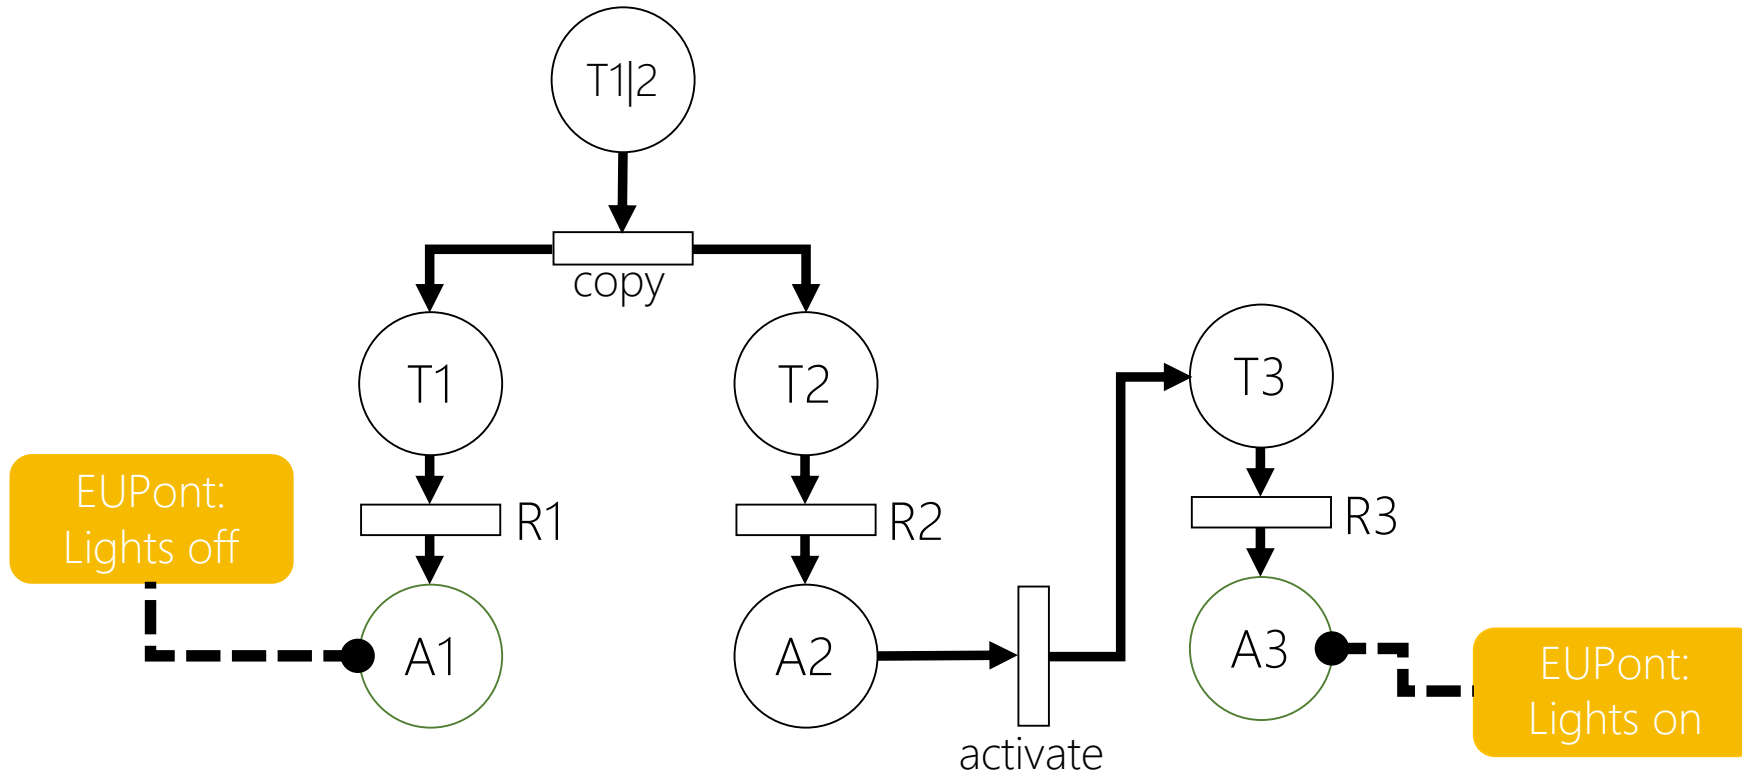 T1|2
copy
T1
T2
T3
EUPont:
Lights off
R1
R2
R3
A1
A2
A3
EUPont:
Lights on
activate